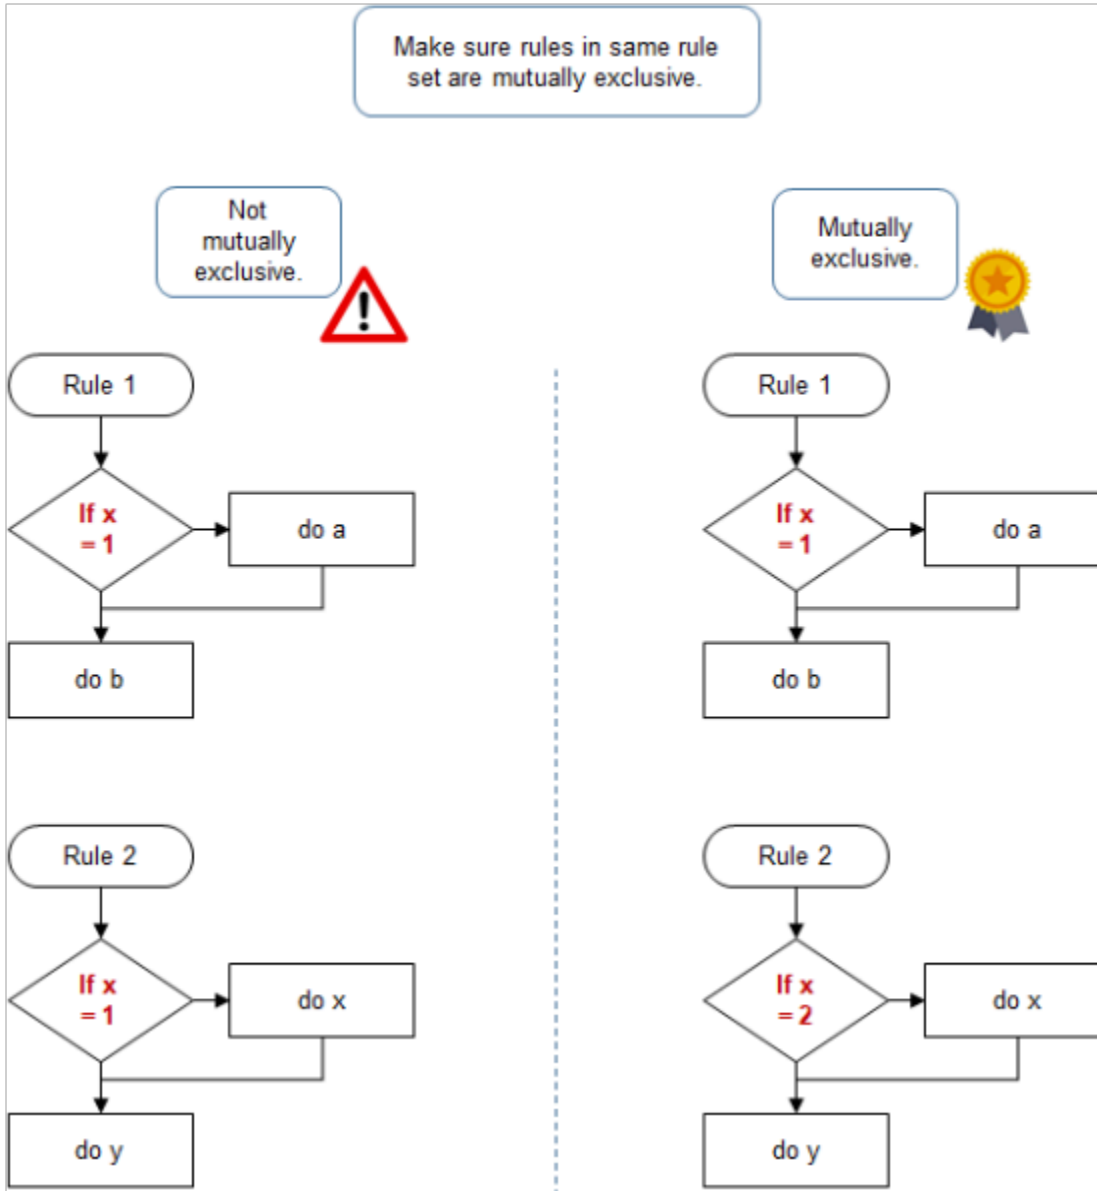 Make sure rules in same rule
set are mutually exclusive.
Not
mutually
exclusive.
Mutually
exclusive.
Rule 1
If x
= 1
do a
do b
Rule 2
If x
= 1
do x
do y
Rule 1
If x
= 1
do a
do b
Rule 2
If x
= 2
do x
do y